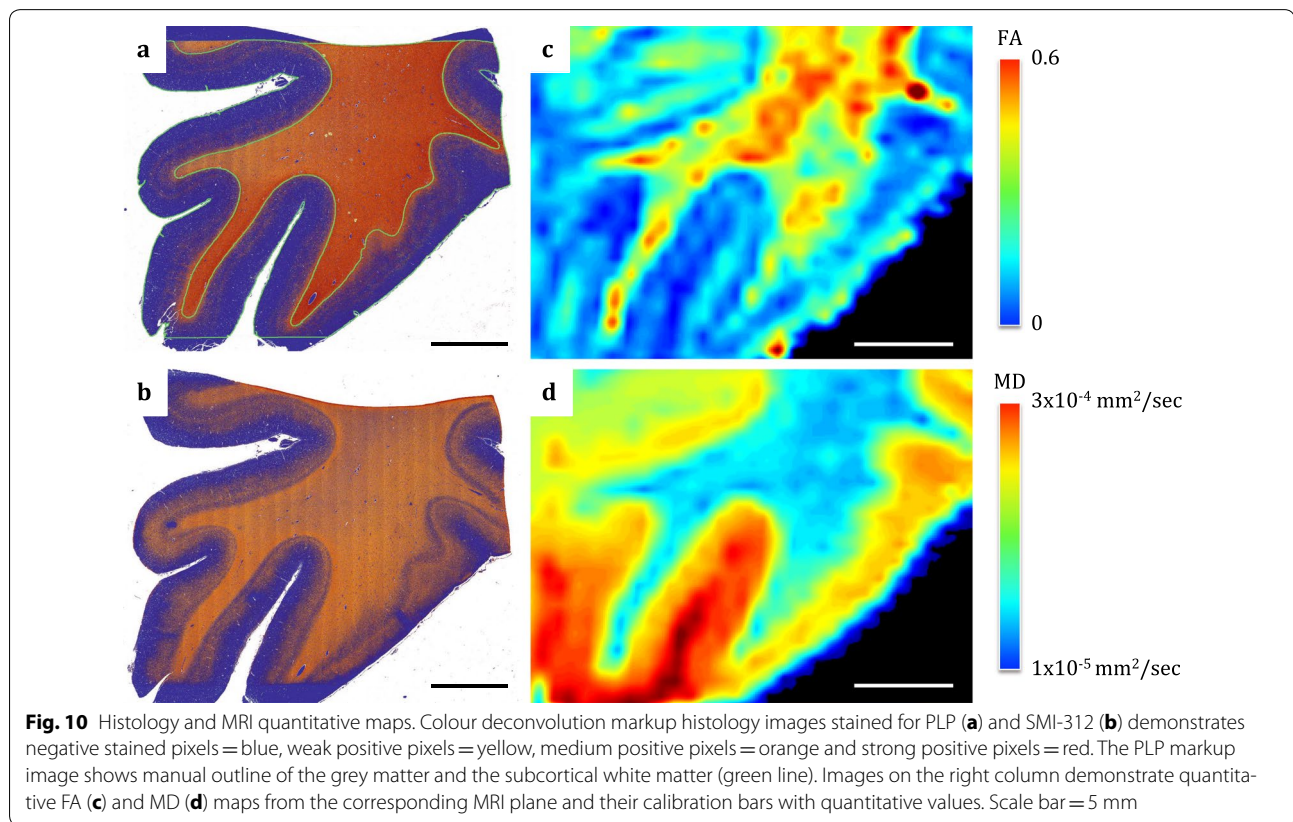 a
c
FA
0.6
0
b
d
MD
3x10⁻⁴ mm²/sec
1x10⁻⁵ mm²/sec
Fig. 10 Histology and MRI quantitative maps. Colour deconvolution markup histology images stained for PLP (a) and SMI-312 (b) demonstrates
negative stained pixels = blue, weak positive pixels = yellow, medium positive pixels = orange and strong positive pixels = red. The PLP markup
image shows manual outline of the grey matter and the subcortical white matter (green line). Images on the right column demonstrate quantita-
tive FA (c) and MD (d) maps from the corresponding MRI plane and their calibration bars with quantitative values. Scale bar = 5 mm